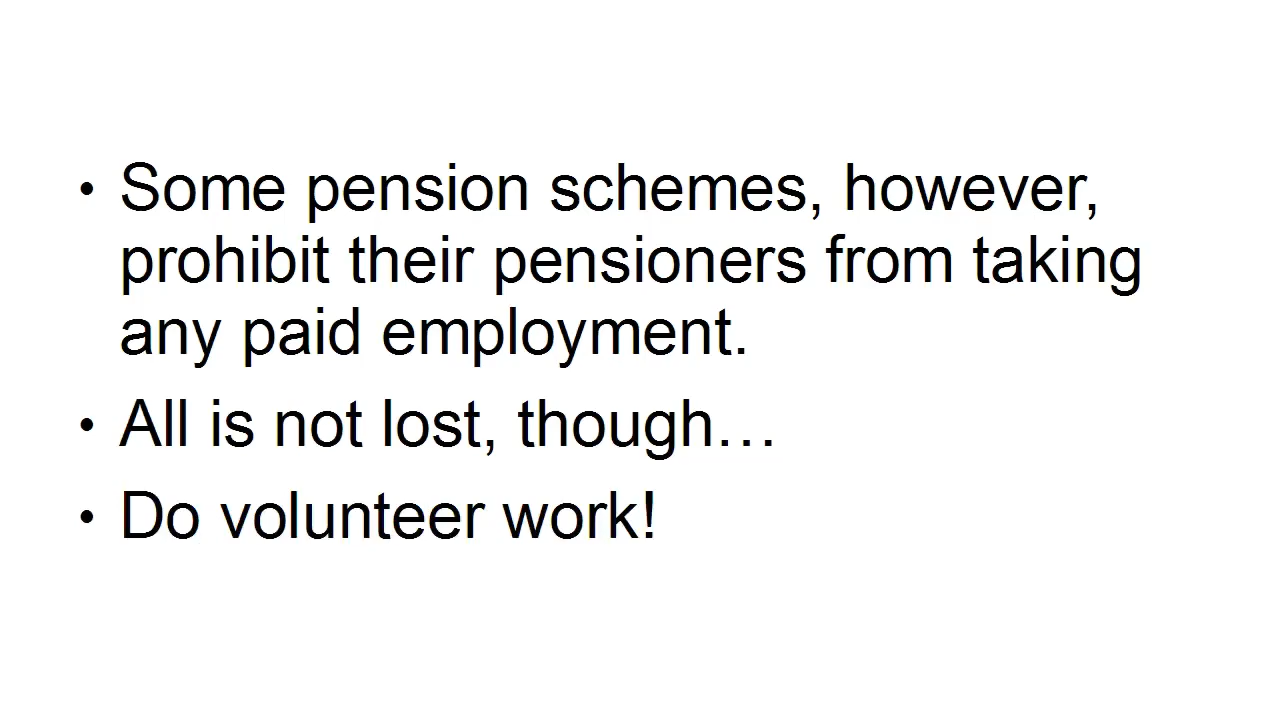 • Some pension schemes, however,
prohibit their pensioners from taking
any paid employment.
• All is not lost, though…
• Do volunteer work!